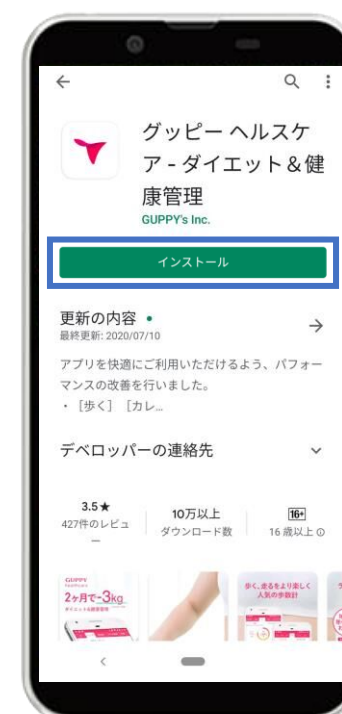 グッピー ヘルスケ
ア - ダイエット＆健
康管理
GUPPY's Inc.
インストール
更新の内容
最終更新: 2020/07/10
アプリを快適にご利用いただけるよう、パフォー
マンスの改善を行いました。
・［歩く］［カレ...
デベロッパーの連絡先
3.5★
427件のレビュ
ー
10万以上
ダウンロード数
16+
16 歳以上
GUPPY
2ヶ月で-3kg
歩く、走るをより楽しく
人気の歩数計